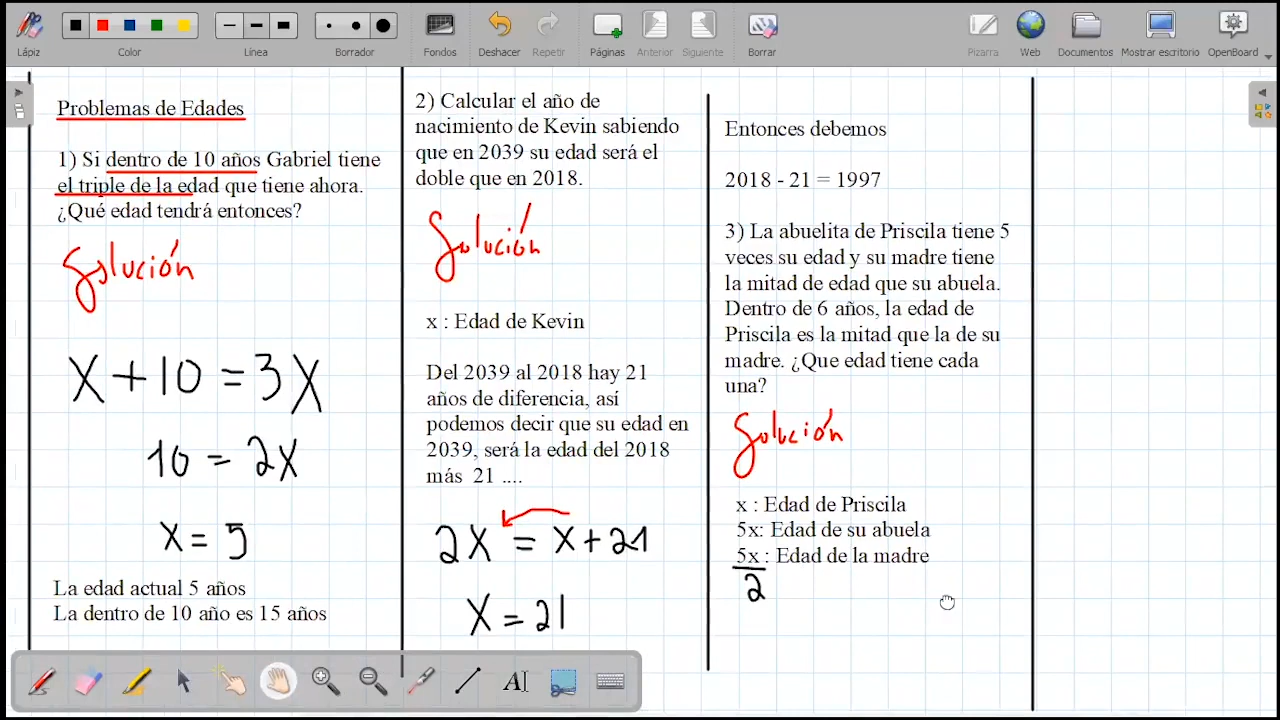 Lápiz
Color
Línea
Borrador
Fondos
Deshacer
Repetir
Páginas
Anterior
Siguiente
Borrar
Pizarra
Web
Documentos
Mostrar escritorio
OpenBoard
Problemas de Edades
1) Si dentro de 10 años Gabriel tiene
el triple de la edad que tiene ahora.
¿Qué edad tendrá entonces?
Solución
X + 10 = 3X
10 = 2X
X = 5
La edad actual 5 años
La dentro de 10 año es 15 años
2) Calcular el año de
nacimiento de Kevin sabiendo
que en 2039 su edad será el
doble que en 2018.
Solución
x : Edad de Kevin
Del 2039 al 2018 hay 21
años de diferencia, así
podemos decir que su edad en
2039, será la edad del 2018
más 21 ....
2X = X + 21
X = 21
Entonces debemos
2018 - 21 = 1997
3) La abuelita de Priscila tiene 5
veces su edad y su madre tiene
la mitad de edad que su abuela.
Dentro de 6 años, la edad de
Priscila es la mitad que la de su
madre. ¿Que edad tiene cada
una?
Solución
x : Edad de Priscila
5x: Edad de su abuela
5x : Edad de la madre
2
AI